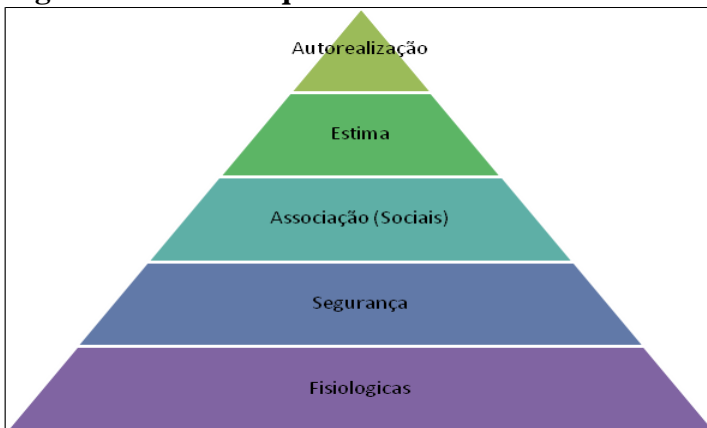 Autorealização
Estima
Associação (Sociais)
Segurança
Fisiologicas